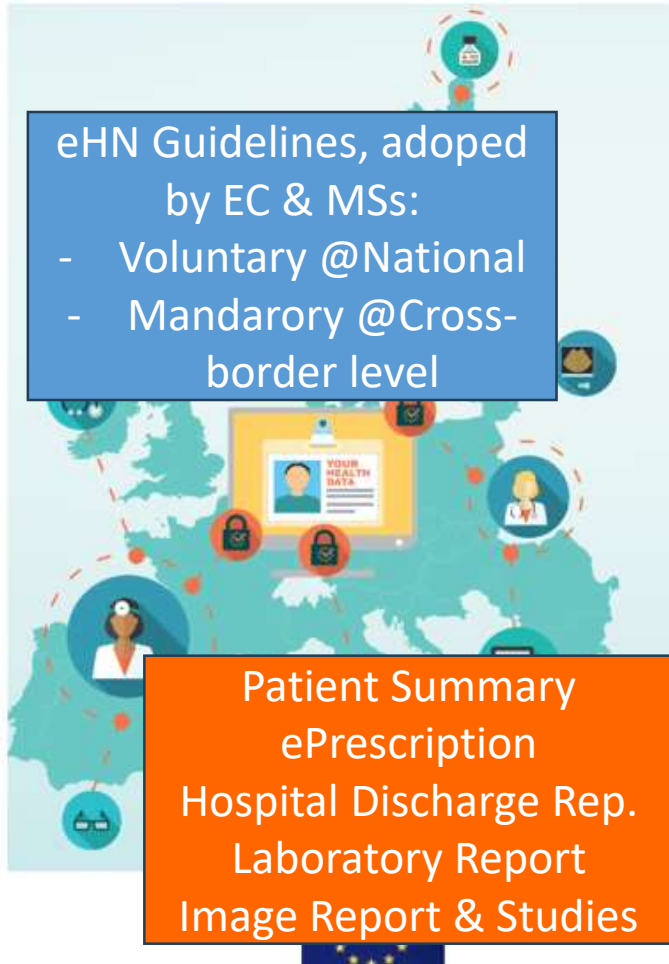 eHN Guidelines, adoped
by EC & MSs:
- Voluntary @National
- Mandarory @Cross-
border level
YOUR
HEALTH
DATA
Patient Summary
ePrescription
Hospital Discharge Rep.
Laboratory Report
Image Report & Studies